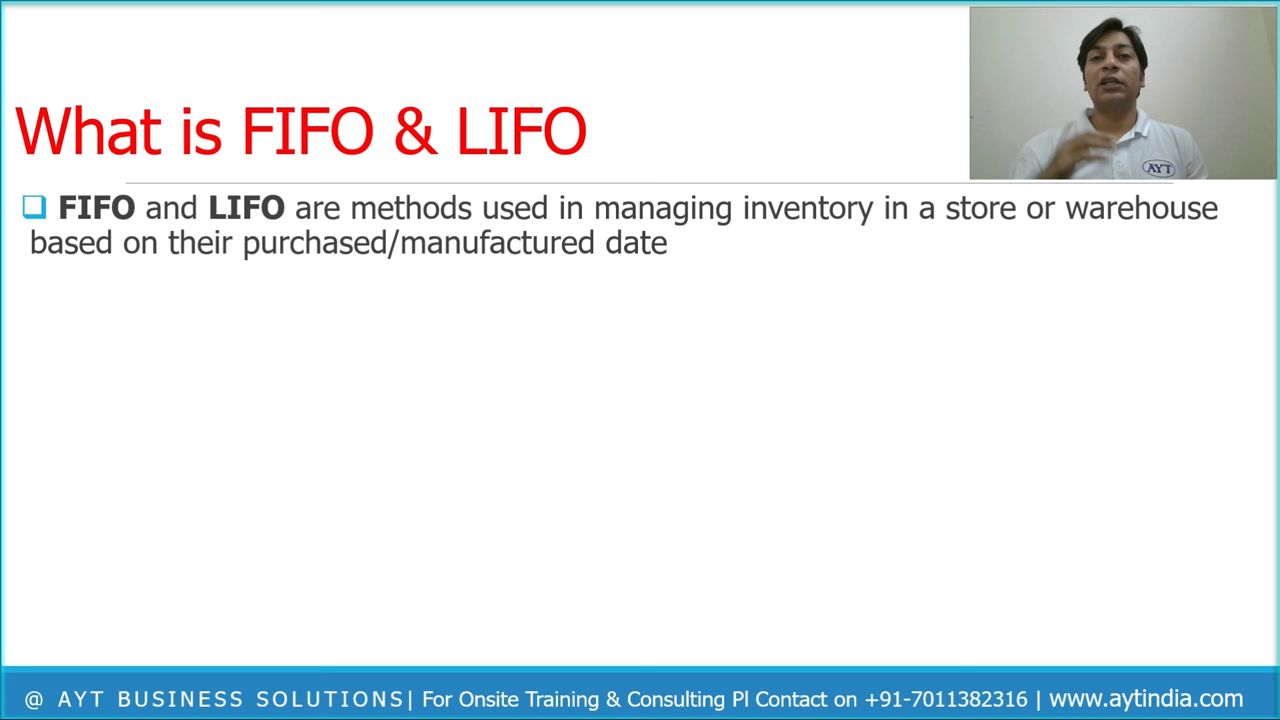 What is FIFO & LIFO
FIFO and LIFO are methods used in managing inventory in a store or warehouse
based on their purchased/manufactured date
AYT
@ AYT BUSINESS SOLUTIONS| For Onsite Training & Consulting Pl Contact on +91-7011382316 | www.aytindia.com